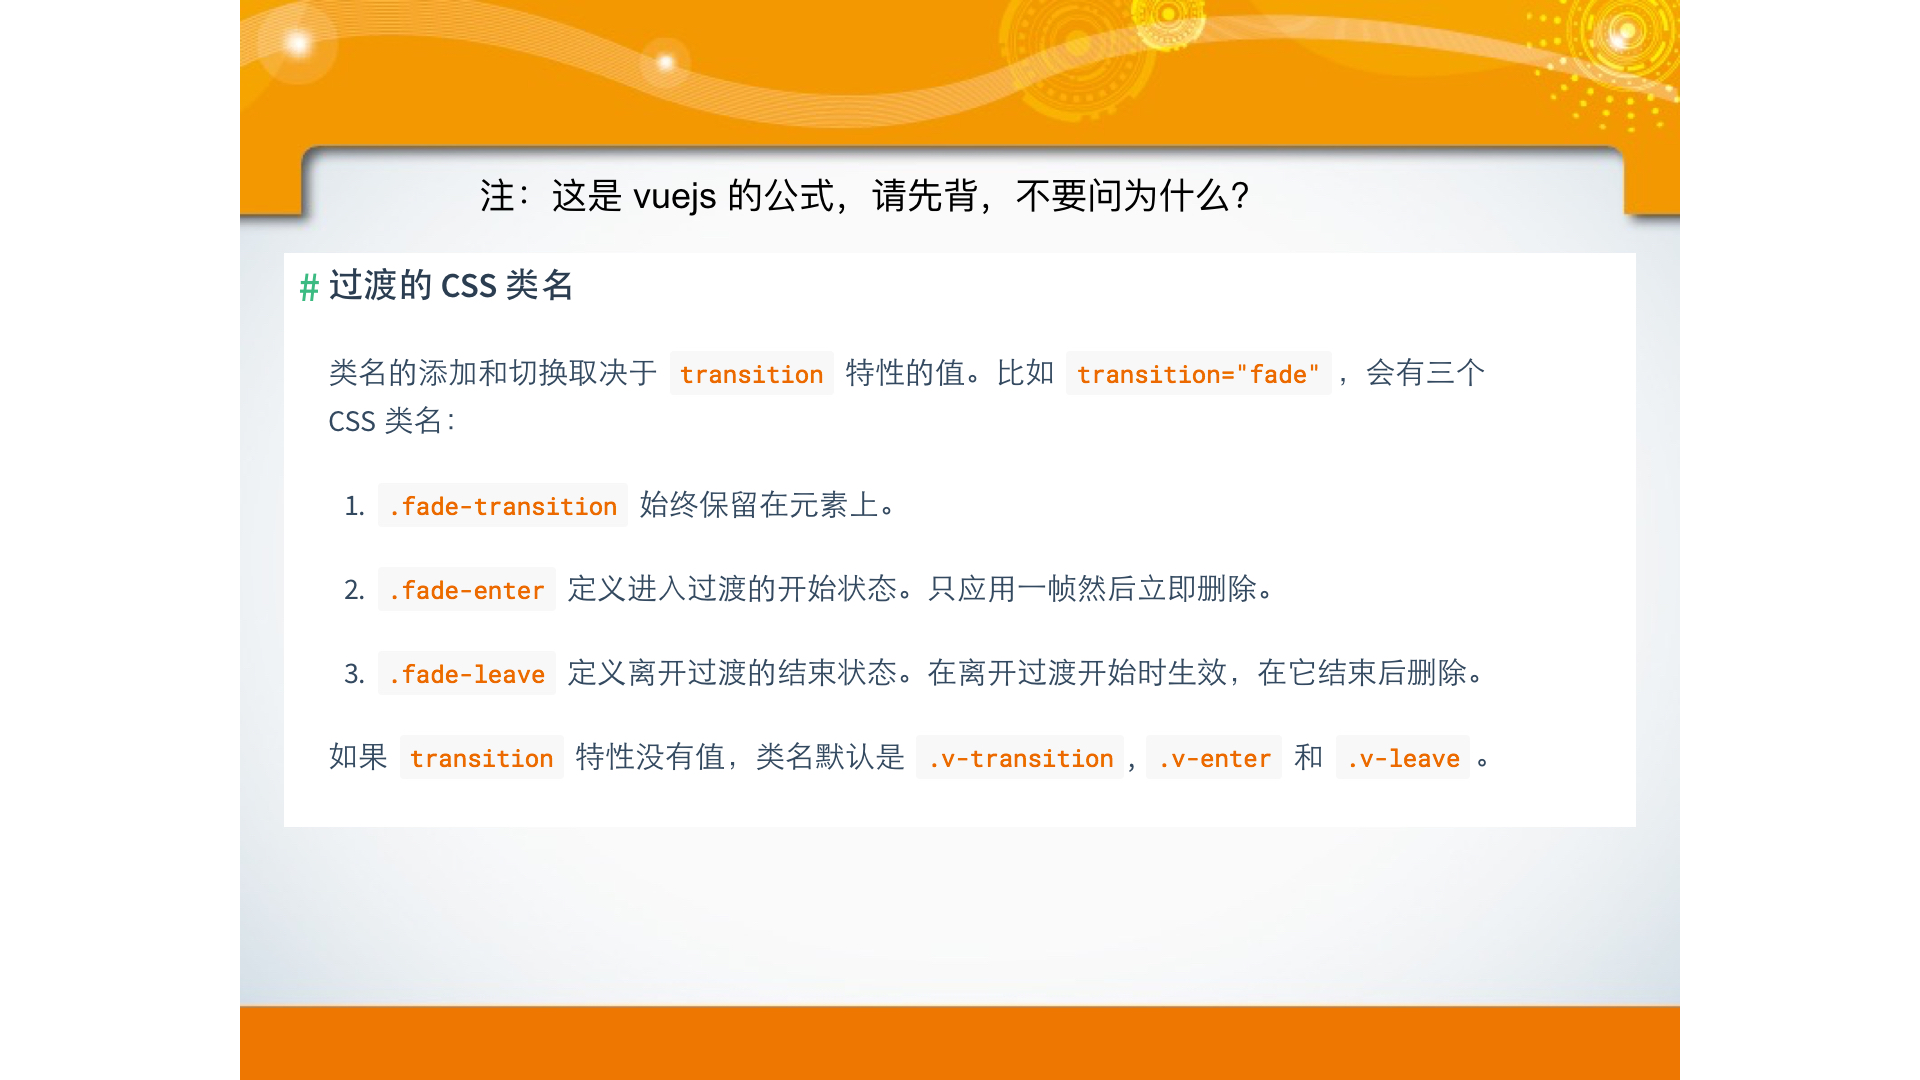 注：这是 vuejs 的公式，请先背，不要问为什么？
# 过渡的 CSS 类名
类名的添加和切换取决于 transition 特性的值。比如 transition="fade" ，会有三个
CSS 类名：
1. .fade-transition 始终保留在元素上。
2. .fade-enter 定义进入过渡的开始状态。只应用一帧然后立即删除。
3. .fade-leave 定义离开过渡的结束状态。在离开过渡开始时生效，在它结束后删除。
如果 transition 特性没有值，类名默认是 .v-transition , .v-enter 和 .v-leave 。